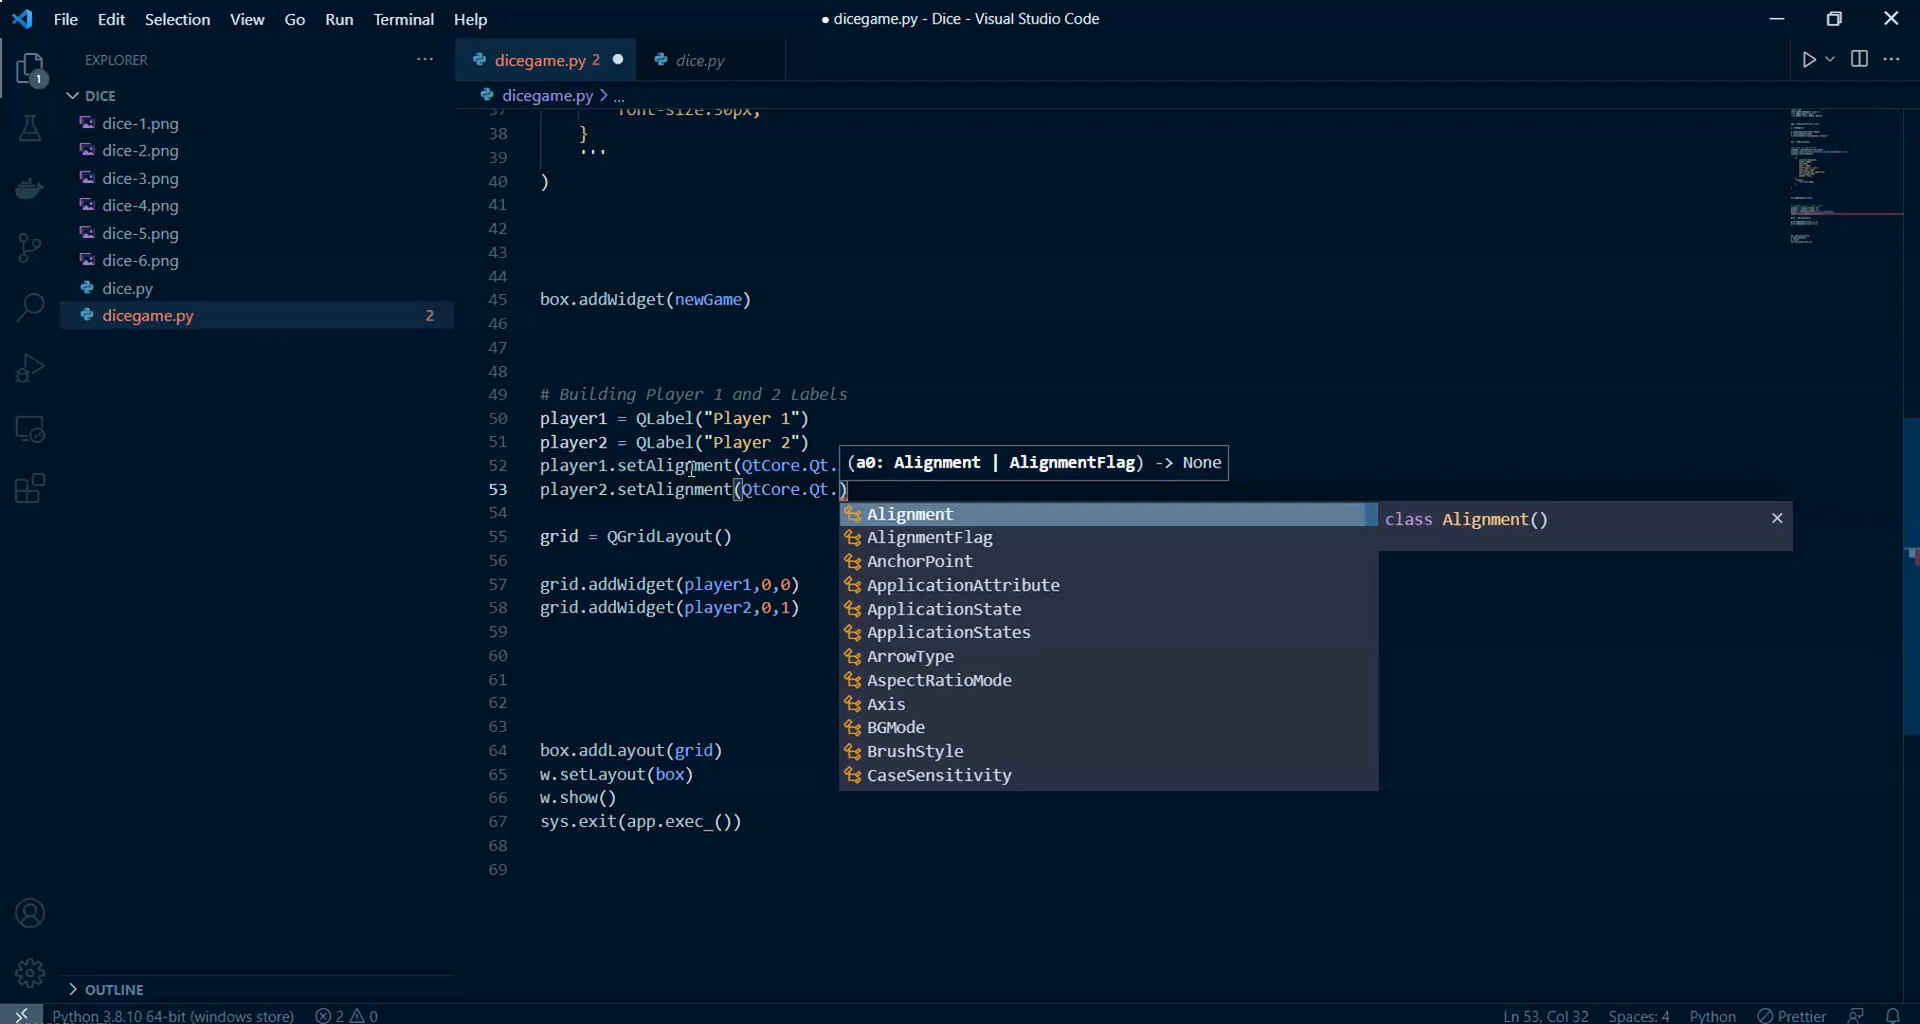 File Edit Selection View Go Run Terminal Help
● dicegame.py - Dice - Visual Studio Code
EXPLORER ···
dicegame.py 2 ●
dice.py
1
DICE
dice-1.png
dice-2.png
dice-3.png
dice-4.png
dice-5.png
dice-6.png
dice.py
dicegame.py 2
dicegame.py > ...
37 font-size:30px;
38 }
39 '''
40 )
41
42
43
44
45 box.addWidget(newGame)
46
47
48
49 # Building Player 1 and 2 Labels
50 player1 = QLabel("Player 1")
51 player2 = QLabel("Player 2")
52 player1.setAlignment(QtCore.Qt.
53 player2.setAlignment(QtCore.Qt.)
54
55 grid = QGridLayout()
56
57 grid.addWidget(player1,0,0)
58 grid.addWidget(player2,0,1)
59
60
61
62
63
64 box.addLayout(grid)
65 w.setLayout(box)
66 w.show()
67 sys.exit(app.exec_())
68
69
(a0: Alignment | AlignmentFlag) -> None
Alignment
AlignmentFlag
AnchorPoint
ApplicationAttribute
ApplicationState
ApplicationStates
ArrowType
AspectRatioMode
Axis
BGMode
BrushStyle
CaseSensitivity
class Alignment()
OUTLINE
Python 3.8.10 64-bit (windows store) 2 0
Ln 53, Col 32 Spaces: 4 Python Prettier